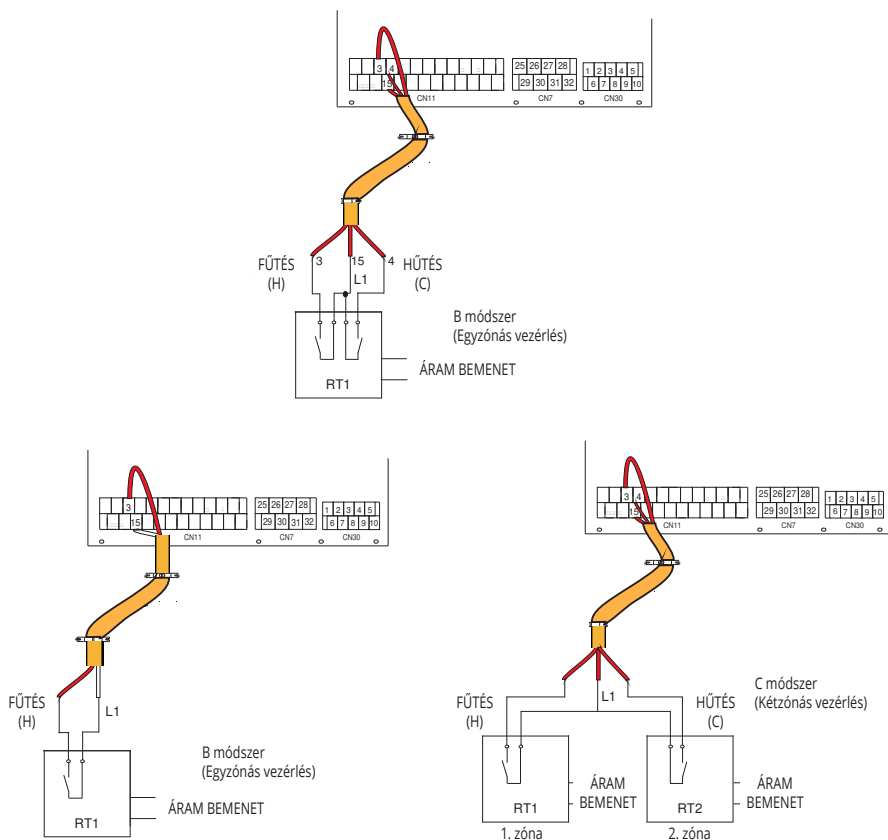 3 4 25 26 27 28 1 2 3 4 5
15 29 30 31 32 6 7 8 9 10
CN11 CN7 CN30
FŰTÉS
(H)
3 15 4
L1
HŰTÉS
(C)
B módszer
(Egyzónás vezérlés)
RT1
ÁRAM BEMENET
3 25 26 27 28 1 2 3 4 5
15 29 30 31 32 6 7 8 9 10
CN11 CN7 CN30
FŰTÉS
(H)
L1
B módszer
(Egyzónás vezérlés)
RT1
ÁRAM BEMENET
3 4 25 26 27 28 1 2 3 4 5
15 29 30 31 32 6 7 8 9 10
CN11 CN7 CN30
FŰTÉS
(H)
L1
HŰTÉS
(C)
C módszer
(Kétzónás vezérlés)
RT1
ÁRAM
BEMENET
RT2
ÁRAM
BEMENET
1. zóna
2. zóna